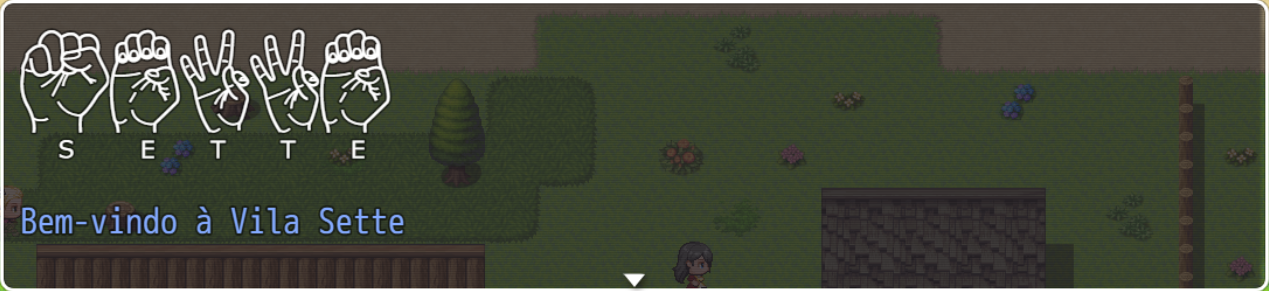 S E T T E
Bem-vindo à Vila Sette